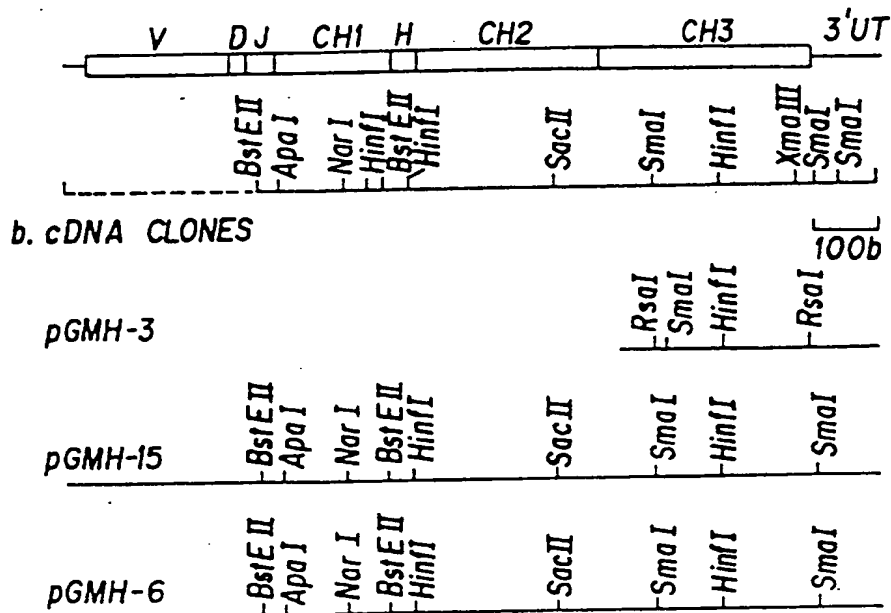 V D J CH1 H CH2 CH3 3'UT
BstEII ApaI NarI HinfI BstEII HinfI SacII SmaI HinfI XmaIII SmaI SmaI
b. cDNA CLONES
100b
pGMH-3 RsaI SmaI HinfI RsaI
pGMH-15 BstEII ApaI NarI BstEII HinfI SacII SmaI HinfI SmaI
pGMH-6 BstEII ApaI NarI BstEII HinfI SacII SmaI HinfI SmaI